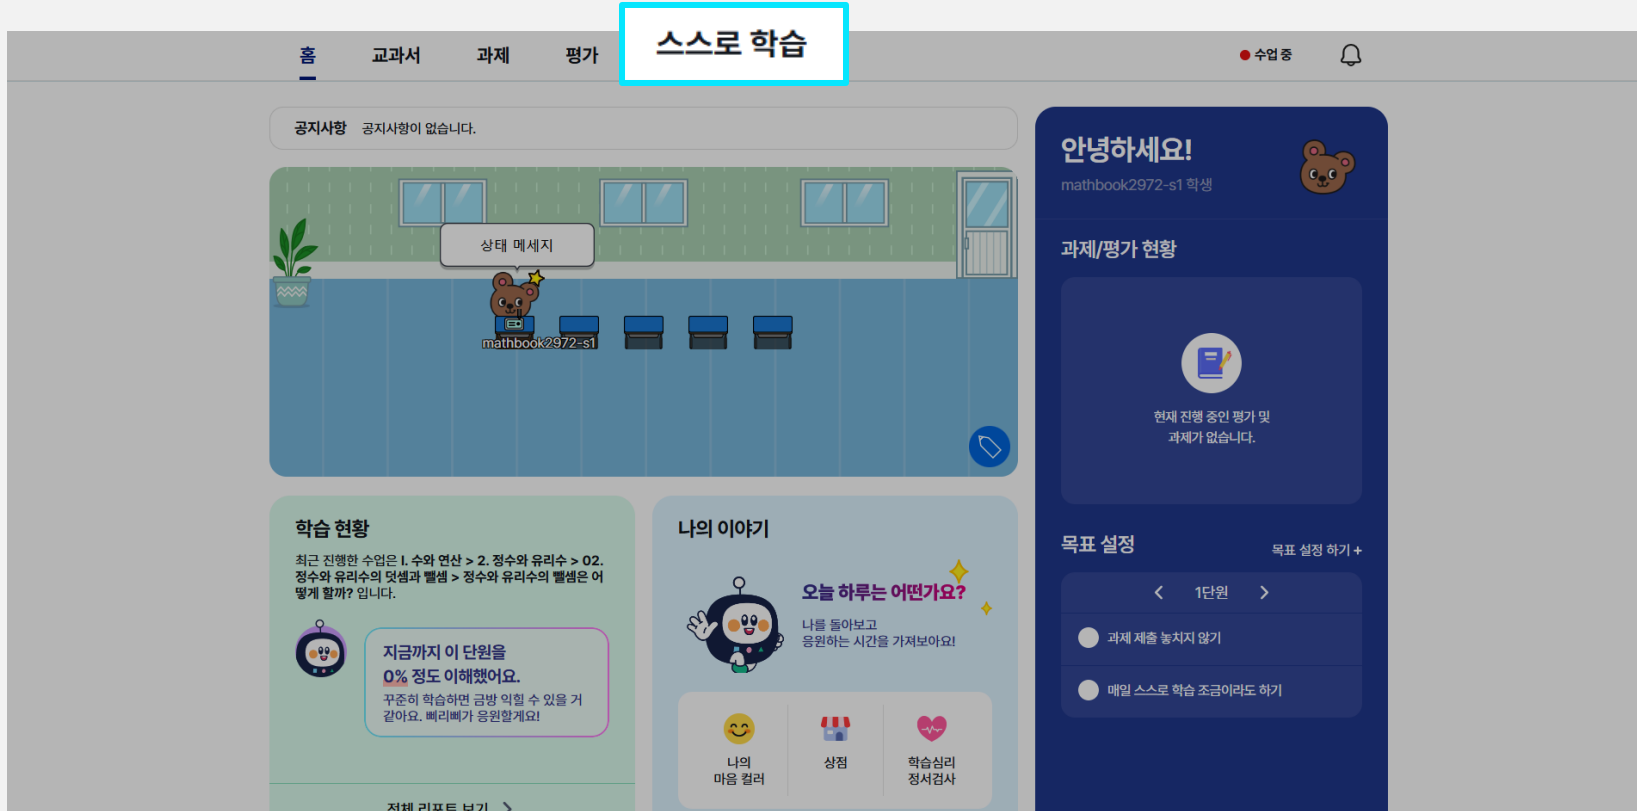 홈 교과서 과제 평가 스스로 학습 수업 중
공지사항 공지사항이 없습니다.
상태 메세지
mathbook2972-s1
안녕하세요!
mathbook2972-s1 학생
과제/평가 현황
현재 진행 중인 평가 및
과제가 없습니다.
목표 설정 목표 설정 하기 +
1단원
과제 제출 놓치지 않기
매일 스스로 학습 조금이라도 하기
학습 현황
최근 진행한 수업은 I. 수와 연산 > 2. 정수와 유리수 > 02.
정수와 유리수의 덧셈과 뺄셈 > 정수와 유리수의 뺄셈은 어
떻게 할까? 입니다.
지금까지 이 단원을
0% 정도 이해했어요.
꾸준히 학습하면 금방 익힐 수 있을 거
같아요. 삐리삐가 응원할게요!
전체 리포트 보기
나의 이야기
오늘 하루는 어떤가요?
나를 돌아보고
응원하는 시간을 가져보아요!
나의
마음 컬러
상점
학습심리
정서검사